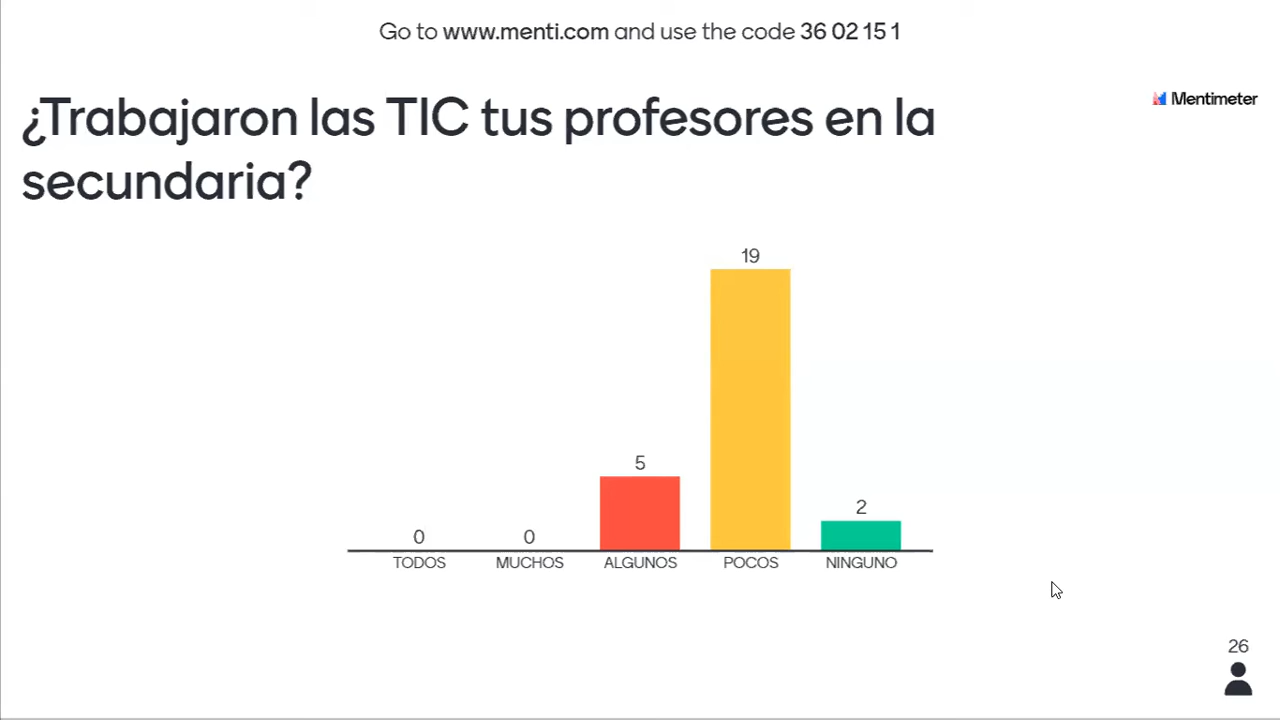 Go to www.menti.com and use the code 36 02 15 1
Mentimeter
¿Trabajaron las TIC tus profesores en la
secundaria?
19
5
2
0
0
TODOS
MUCHOS
ALGUNOS
POCOS
NINGUNO
26